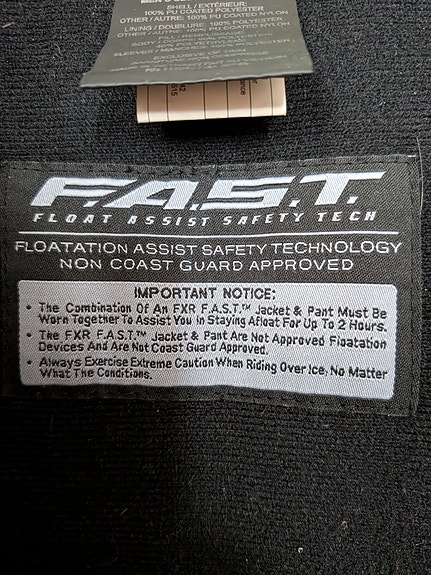 SHELL / EXTÉRIEUR:
100% PU COATED POLYESTER
OTHER / AUTRE: 100% PU COATED NYLON
LINING / DOUBLURE: 100% POLYESTER
OTHER / AUTRE: 100% PU COATED NYLON
F.A.S.T.
FLOAT ASSIST SAFETY TECH
FLOATATION ASSIST SAFETY TECHNOLOGY
NON COAST GUARD APPROVED
IMPORTANT NOTICE:
• The Combination Of An FXR F.A.S.T.™ Jacket & Pant Must Be
Worn Together To Assist You In Staying Afloat For Up To 2 Hours.
• The FXR F.A.S.T.™ Jacket & Pant Are Not Approved Floatation
Devices And Are Not Coast Guard Approved.
• Always Exercise Extreme Caution When Riding Over Ice, No Matter
What The Conditions.